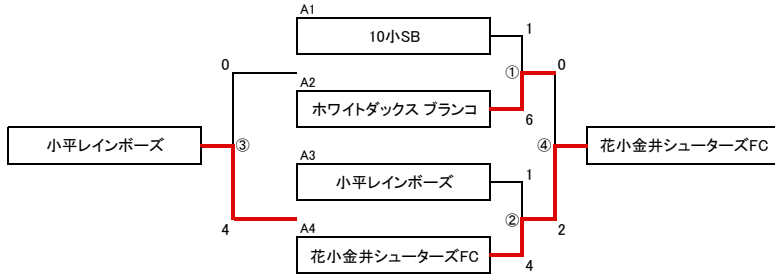 A1
10小SB
1
0
①
0
A2
ホワイトダックス ブランコ
6
小平レインボーズ
③
④
花小金井シューターズFC
A3
小平レインボーズ
1
4
②
2
A4
花小金井シューターズFC
4